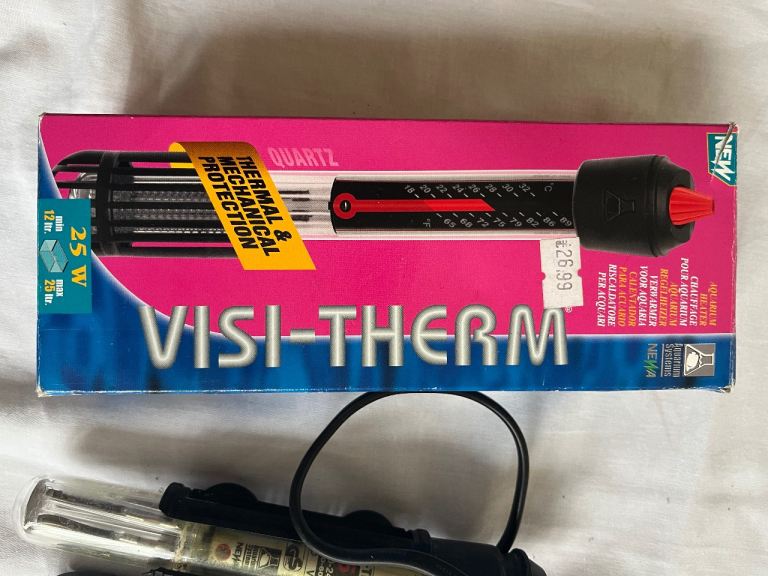 QUARTZ
THERMAL &
MECHANICAL
PROTECTION
NEW
18 20 22 24 26 28 30 32 °C
°F 65 68 72 75 79 82 86 89
25 W
min
12 ltr.
max
25 ltr.
£26.99
VISI-THERM®
AQUARIUM
HEATER
CHAUFFAGE
POUR AQUARIUM
AQUARIUM
REGELHEIZER
VERWARMER
VOOR AQUARIA
CALENTADOR
PARA ACUARIO
RISCALDATORE
PER ACQUARI
Aquarium
Systems
NEWA
NEWA